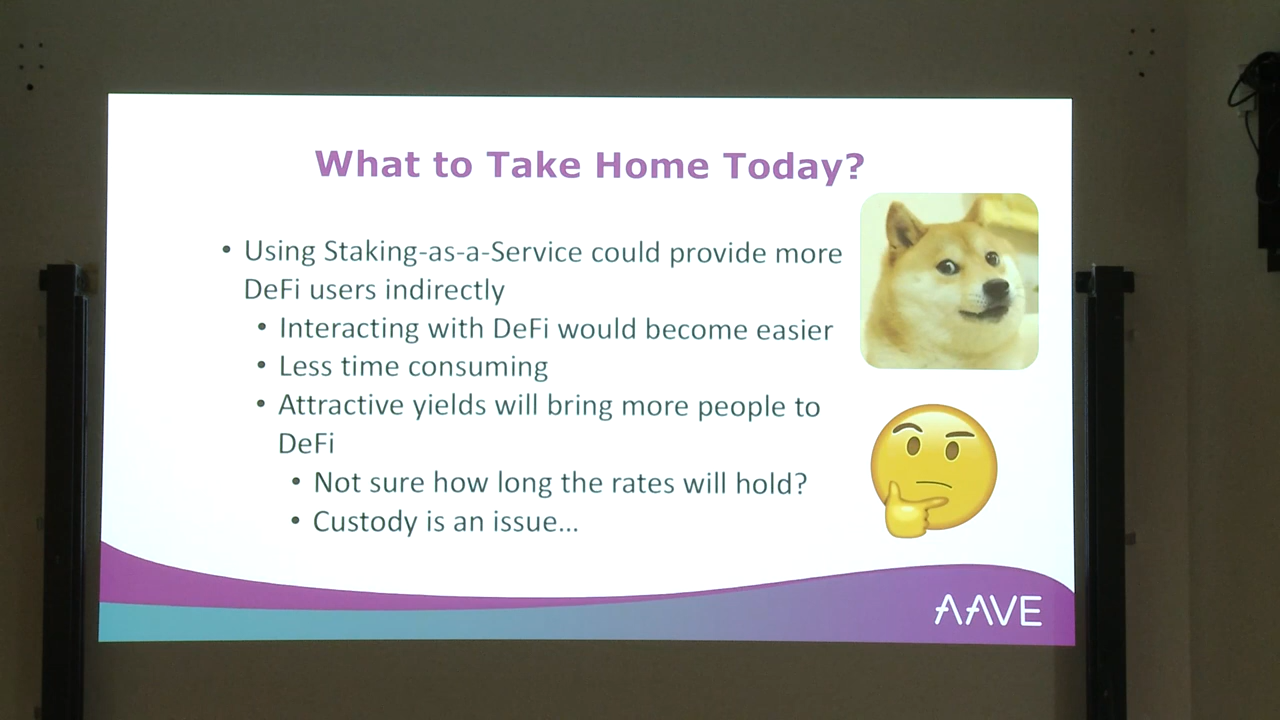 What to Take Home Today?
• Using Staking-as-a-Service could provide more
DeFi users indirectly
• Interacting with DeFi would become easier
• Less time consuming
• Attractive yields will bring more people to
DeFi
• Not sure how long the rates will hold?
• Custody is an issue…
AAVE